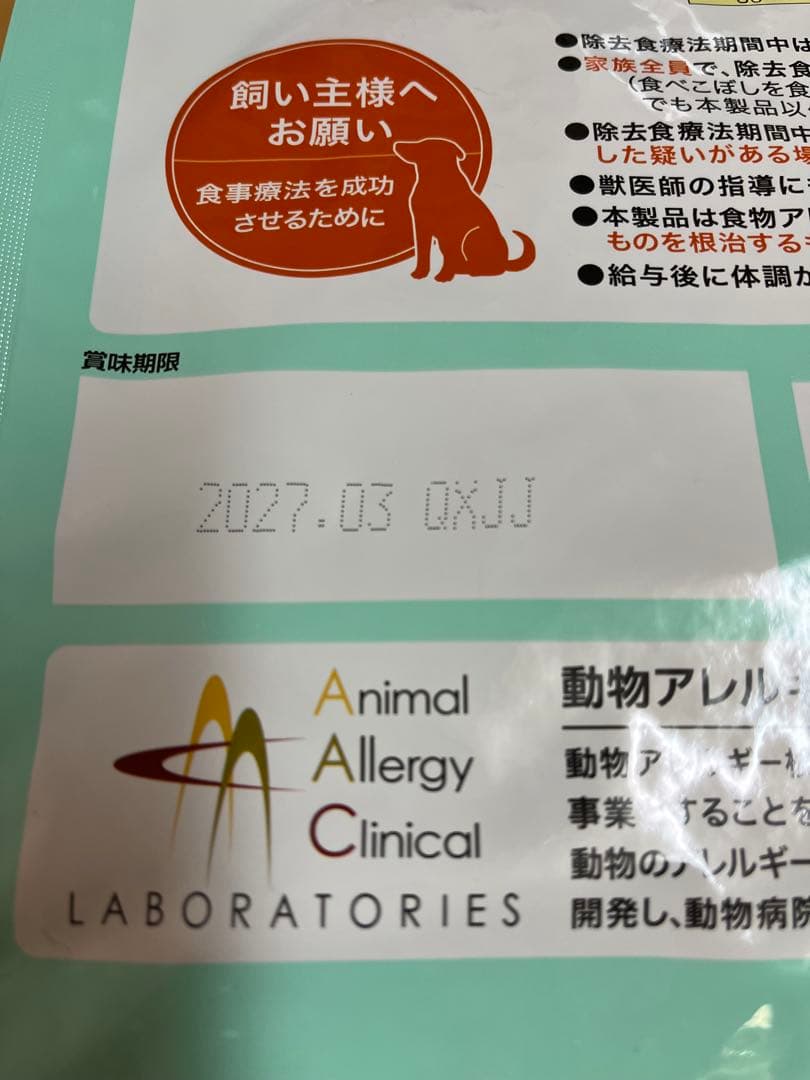 飼い主様へ
お願い
食事療法を成功
させるために
●除去食療法期間中は
●家族全員で、除去食
（食べこぼしを食
でも本製品以
●除去食療法期間中
した疑いがある場
●獣医師の指導に
●本製品は食物ア
ものを根治する
●給与後に体調が
賞味期限
2027.03 QXJJ
Animal
Allergy
Clinical
LABORATORIES
動物アレルギ
動物アレルギー検
事業 することを
動物のアレルギー
開発し、動物病院